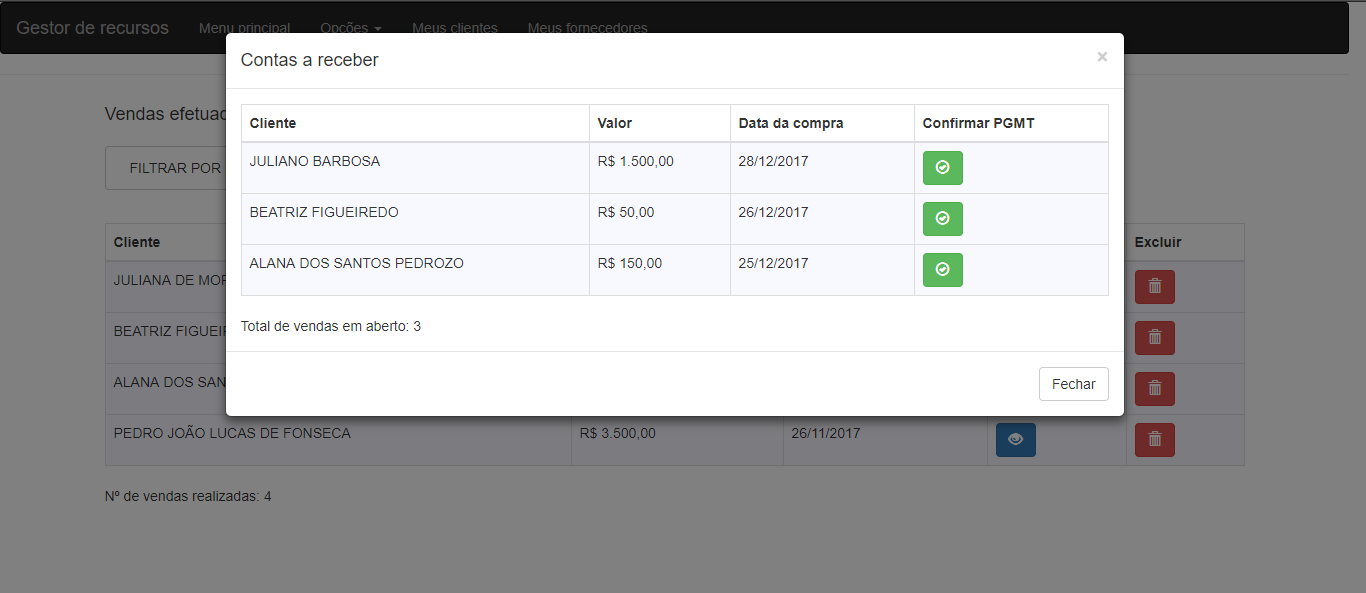 Gestor de recursos Menu principal Opções Meus clientes Meus fornecedores
Contas a receber ×
Cliente Valor Data da compra Confirmar PGMT
JULIANO BARBOSA R$ 1.500,00 28/12/2017
BEATRIZ FIGUEIREDO R$ 50,00 26/12/2017
ALANA DOS SANTOS PEDROZO R$ 150,00 25/12/2017
Total de vendas em aberto: 3
Fechar
Vendas
FILTRAR POR
Cliente Excluir
JULIANA DE
BEATRIZ
ALANA DOS
PEDRO JOÃO LUCAS DE FONSECA R$ 3.500,00 26/11/2017
Nº de vendas realizadas: 4